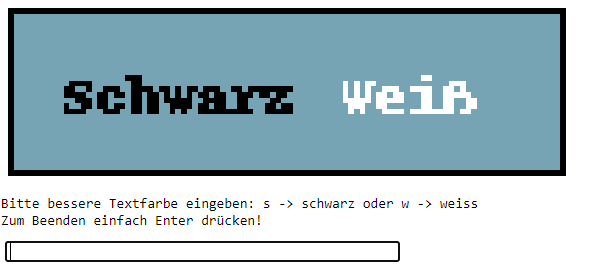 Schwarz Weiß
Bitte bessere Textfarbe eingeben: s -> schwarz oder w -> weiss
Zum Beenden einfach Enter drücken!